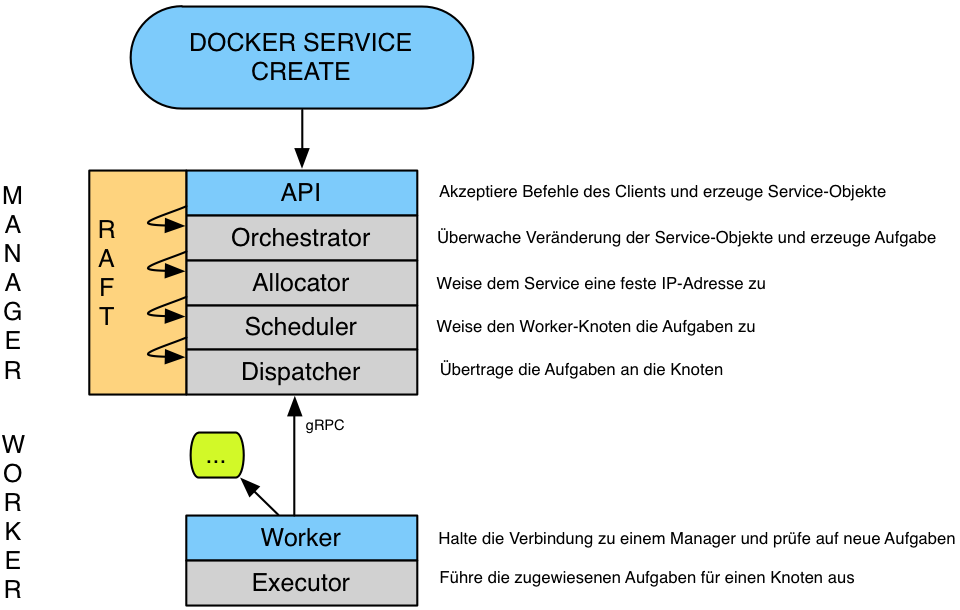 DOCKER SERVICE
CREATE
MANAGER
RAFT
API
Akzeptiere Befehle des Clients und erzeuge Service-Objekte
Orchestrator
Überwache Veränderung der Service-Objekte und erzeuge Aufgabe
Allocator
Weise dem Service eine feste IP-Adresse zu
Scheduler
Weise den Worker-Knoten die Aufgaben zu
Dispatcher
Übertrage die Aufgaben an die Knoten
gRPC
...
WORKER
Worker
Halte die Verbindung zu einem Manager und prüfe auf neue Aufgaben
Executor
Führe die zugewiesenen Aufgaben für einen Knoten aus